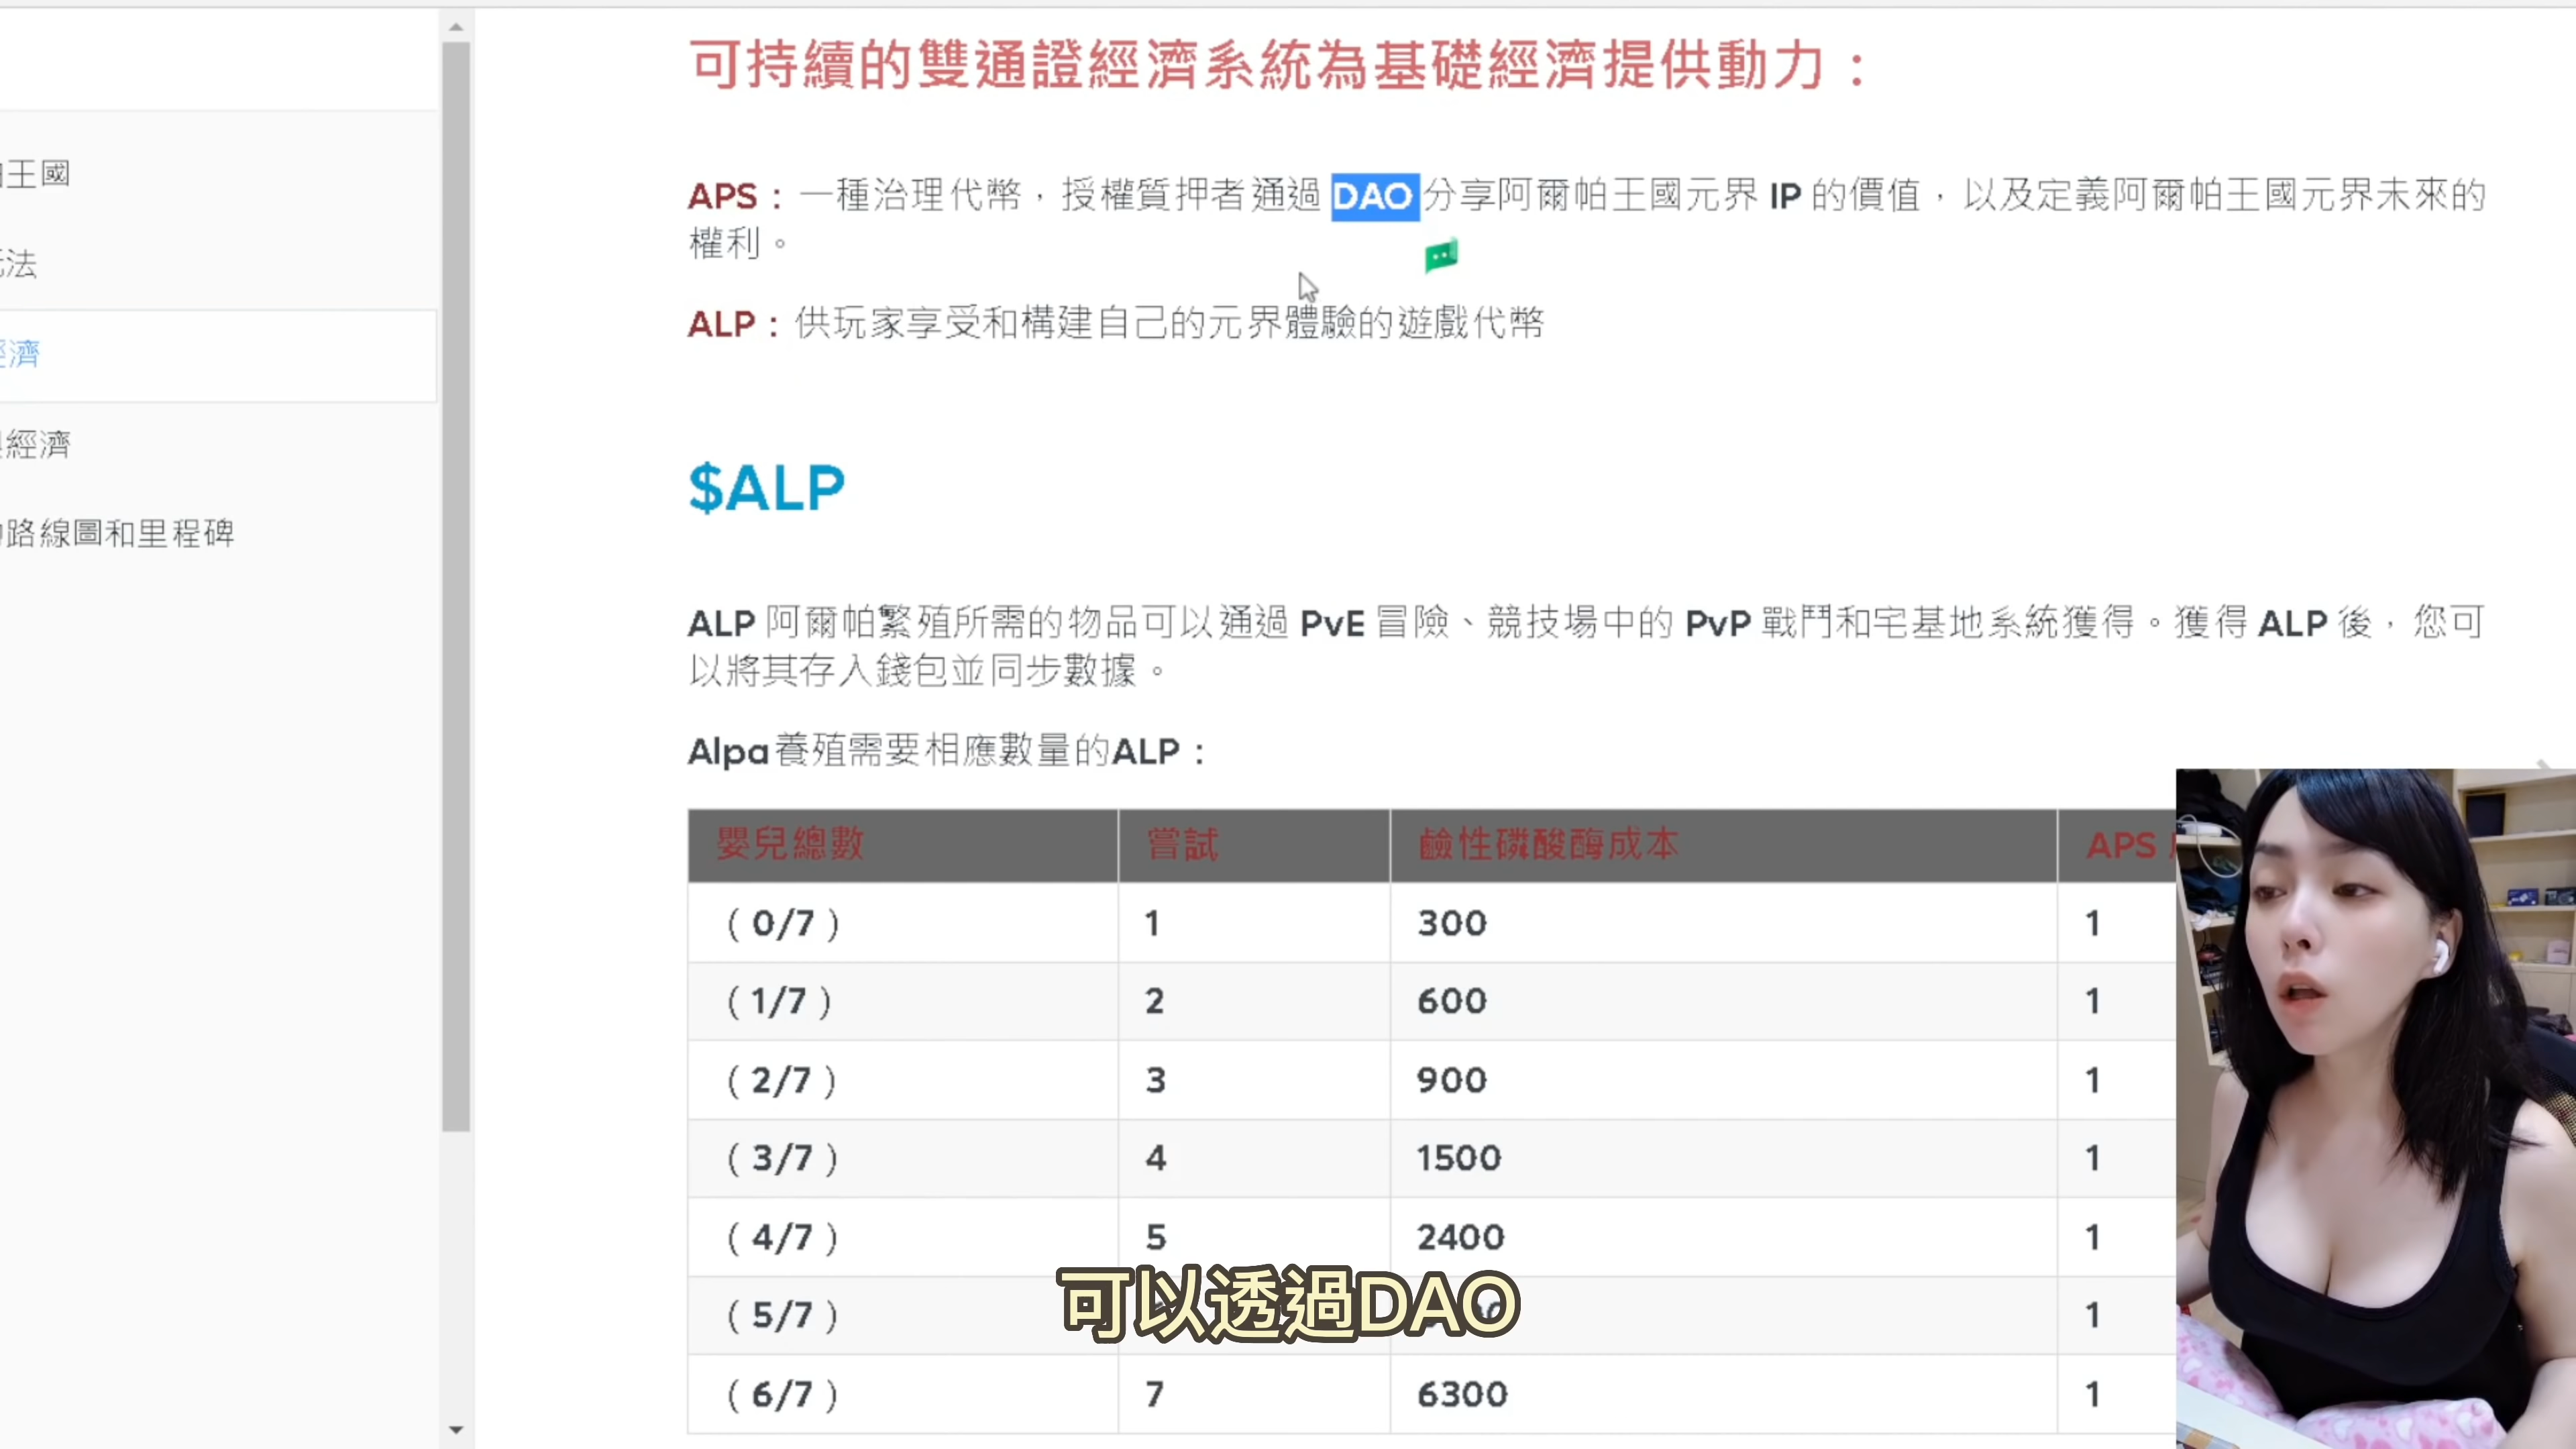 可持續的雙通證經濟系統為基礎經濟提供動力：
王國
法
濟
經濟
路線圖和里程碑
APS：一種治理代幣，授權質押者通過 DAO 分享阿爾帕王國元界 IP 的價值，以及定義阿爾帕王國元界未來的
權利。
ALP：供玩家享受和構建自己的元界體驗的遊戲代幣
$ALP
ALP 阿爾帕繁殖所需的物品可以通過 PvE 冒險、競技場中的 PvP 戰鬥和宅基地系統獲得。獲得 ALP 後，您可
以將其存入錢包並同步數據。
Alpa養殖需要相應數量的ALP：
嬰兒總數 嘗試 鹼性磷酸酶成本 APS
（0/7） 1 300 1
（1/7） 2 600 1
（2/7） 3 900 1
（3/7） 4 1500 1
（4/7） 5 2400 1
（5/7） 1
（6/7） 7 6300 1
可以透過DAO